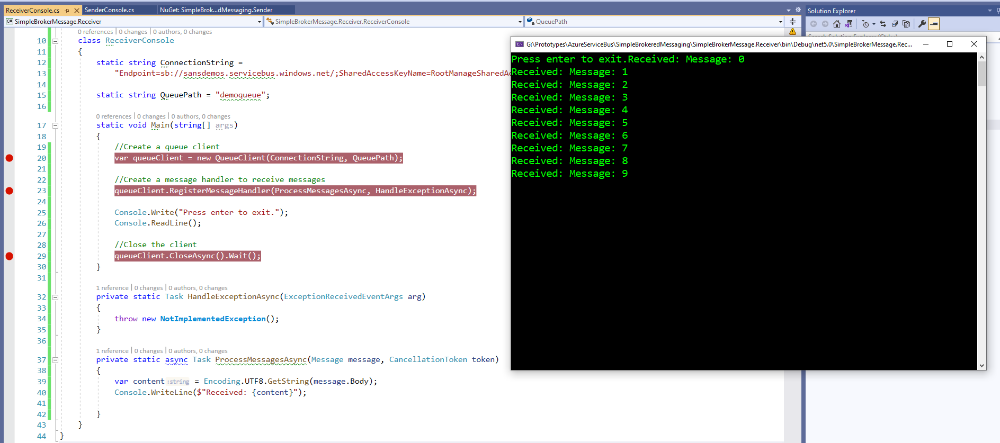 ReceiverConsole.cs
SenderConsole.cs
NuGet: SimpleBrok...dMessaging.Sender
Solution Explorer
C# SimpleBrokerMessage.Receiver
SimpleBrokerMessage.Receiver.ReceiverConsole
QueuePath
0 references | 0 changes | 0 authors, 0 changes
10 class ReceiverConsole
11 {
12 static string ConnectionString =
13 "Endpoint=sb://sansdemos.servicebus.windows.net/;SharedAccessKeyName=RootManageSharedAc
14
15 static string QueuePath = "demoqueue";
16
0 references | 0 changes | 0 authors, 0 changes
17 static void Main(string[] args)
18 {
19 //Create a queue client
20 var queueClient = new QueueClient(ConnectionString, QueuePath);
21
22 //Create a message handler to receive messages
23 queueClient.RegisterMessageHandler(ProcessMessagesAsync, HandleExceptionAsync);
24
25 Console.Write("Press enter to exit.");
26 Console.ReadLine();
27
28 //Close the client
29 queueClient.CloseAsync().Wait();
30 }
31
1 reference | 0 changes | 0 authors, 0 changes
32 private static Task HandleExceptionAsync(ExceptionReceivedEventArgs arg)
33 {
34 throw new NotImplementedException();
35 }
36
1 reference | 0 changes | 0 authors, 0 changes
37 private static async Task ProcessMessagesAsync(Message message, CancellationToken token)
38 {
39 var content :string = Encoding.UTF8.GetString(message.Body);
40 Console.WriteLine($"Received: {content}");
41
42 }
43 }
44 }
G:\Prototypes\AzureServiceBus\SimpleBrokeredMessaging\SimpleBrokerMessage.Receiver\bin\Debug\net5.0\SimpleBrokerMessage.Rec...
Press enter to exit.Received: Message: 0
Received: Message: 1
Received: Message: 2
Received: Message: 3
Received: Message: 4
Received: Message: 5
Received: Message: 6
Received: Message: 7
Received: Message: 8
Received: Message: 9